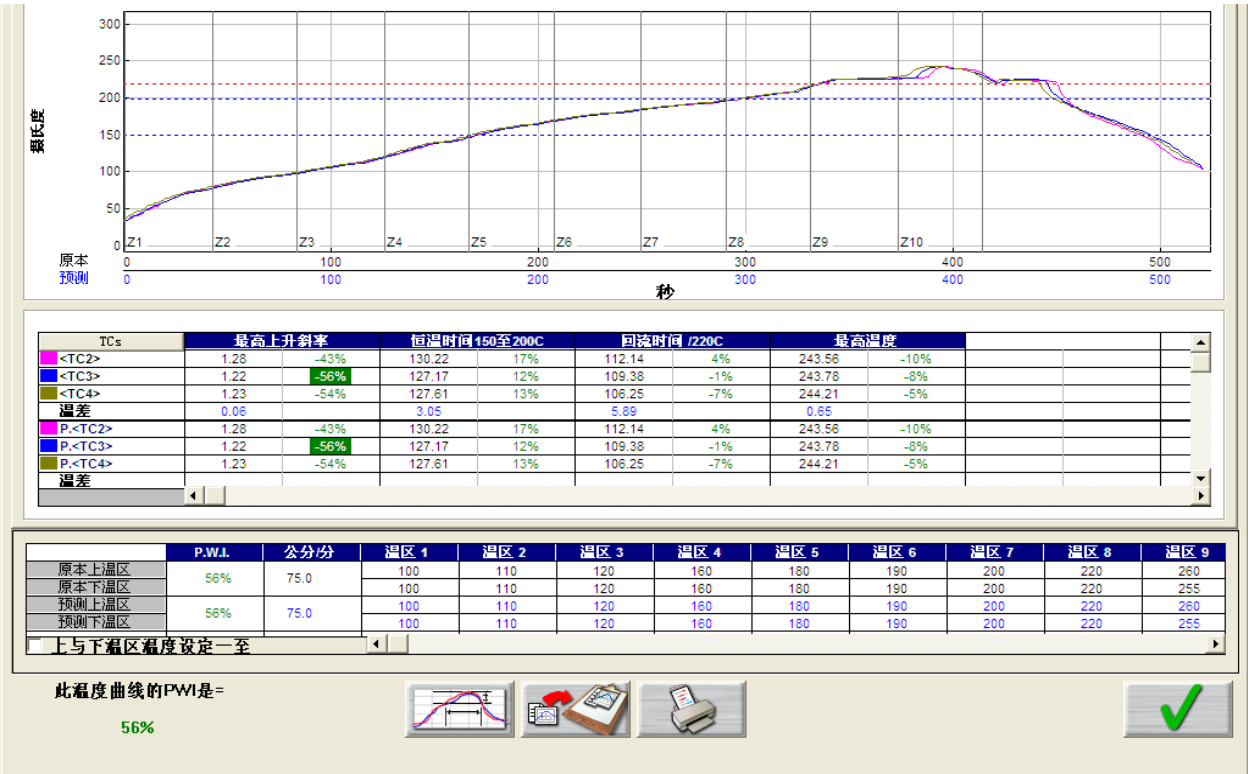 300
250
200
150
100
50
0
摄氏度
Z1 Z2 Z3 Z4 Z5 Z6 Z7 Z8 Z9 Z10
原本 0 100 200 300 400 500
预测 0 100 200 300 400 500
秒
TCs 最高上升斜率 恒温时间150至200C 回流时间 /220C 最高温度
<TC2> 1.28 -43% 130.22 17% 112.14 4% 243.56 -10%
<TC3> 1.22 -56% 127.17 12% 109.38 -1% 243.78 -8%
<TC4> 1.23 -54% 127.61 13% 106.25 -7% 244.21 -5%
温差 0.06 3.05 5.89 0.65
P.<TC2> 1.28 -43% 130.22 17% 112.14 4% 243.56 -10%
P.<TC3> 1.22 -56% 127.17 12% 109.38 -1% 243.78 -8%
P.<TC4> 1.23 -54% 127.61 13% 106.25 -7% 244.21 -5%
温差
P.W.I. 公分/分 温区 1 温区 2 温区 3 温区 4 温区 5 温区 6 温区 7 温区 8 温区 9
原本上温区 56% 75.0 100 110 120 160 180 190 200 220 260
原本下温区 100 110 120 160 180 190 200 220 255
预测上温区 56% 75.0 100 110 120 160 180 190 200 220 260
预测下温区 100 110 120 160 180 190 200 220 255
上与下温区温度设定一至
此温度曲线的PWI是=
56%